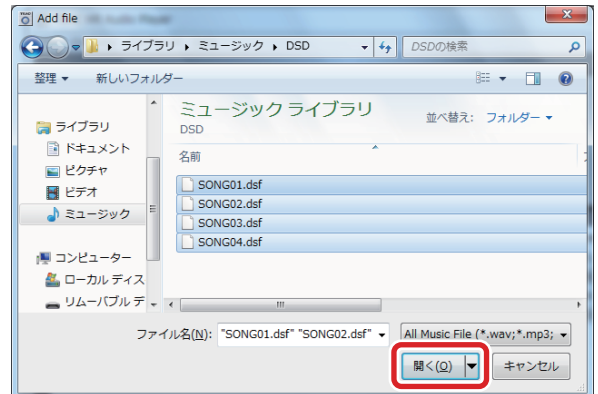 Add file
ライブラリ ▸ ミュージック ▸ DSD
DSDの検索
整理 新しいフォルダー
ミュージック ライブラリ
DSD
並べ替え: フォルダー
ライブラリ
ドキュメント
ピクチャ
ビデオ
ミュージック
コンピューター
ローカル ディス
リムーバブル デ
名前
SONG01.dsf
SONG02.dsf
SONG03.dsf
SONG04.dsf
ファイル名(N): "SONG01.dsf" "SONG02.dsf"
All Music File (*.wav;*.mp3;
開く(O) キャンセル